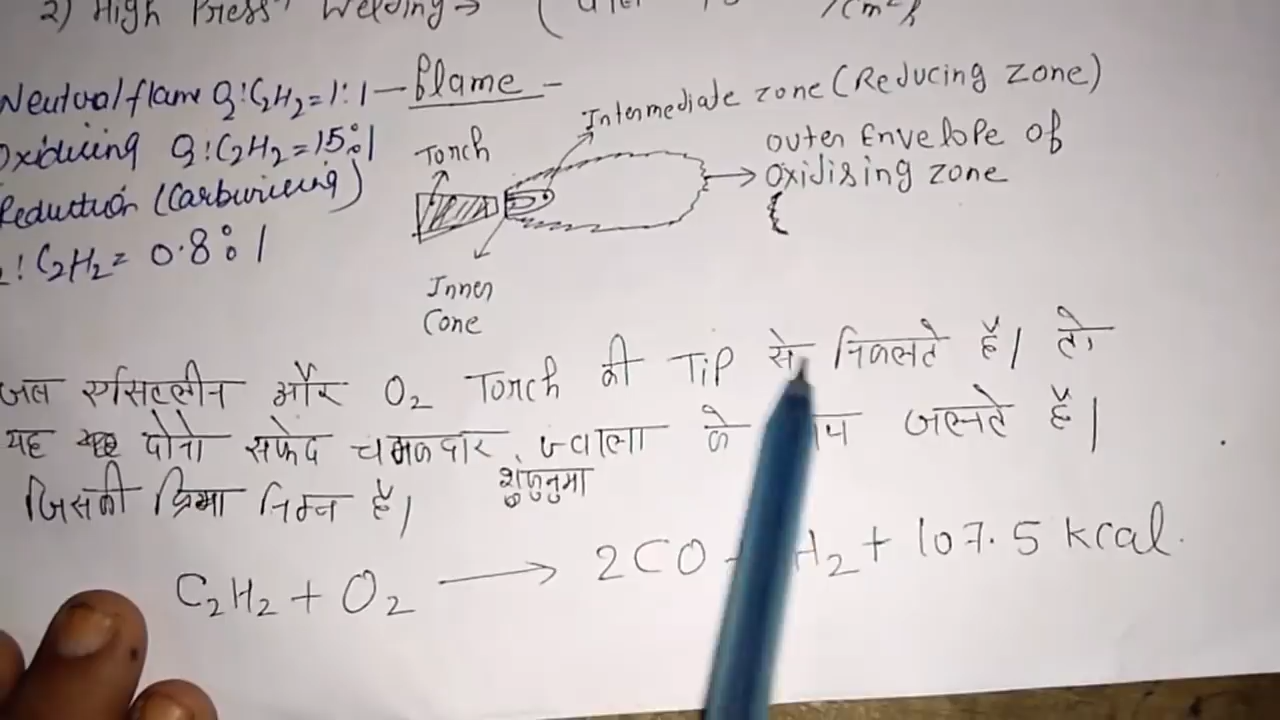 2) High Press Welding → (
Neutral flame O2:C2H2=1:1 — flame -
Oxidising O2:C2H2=1.5:1
Reduction (Carburising)
: C2H2= 0.8:1
Torch
Intermediate zone (Reducing zone)
outer Envelope of
Oxidising zone
{
Inner
Cone
जब एसिटलीन और O2 Torch की Tip से निकलते हैं। तो
यह दोनो सफेद चमकदार ज्वाला के जलते हैं।
शंकुनुमा
जिसकी क्रिया निम्न है।
C2H2 + O2 ⟶ 2CO + H2 + 107.5 kcal.